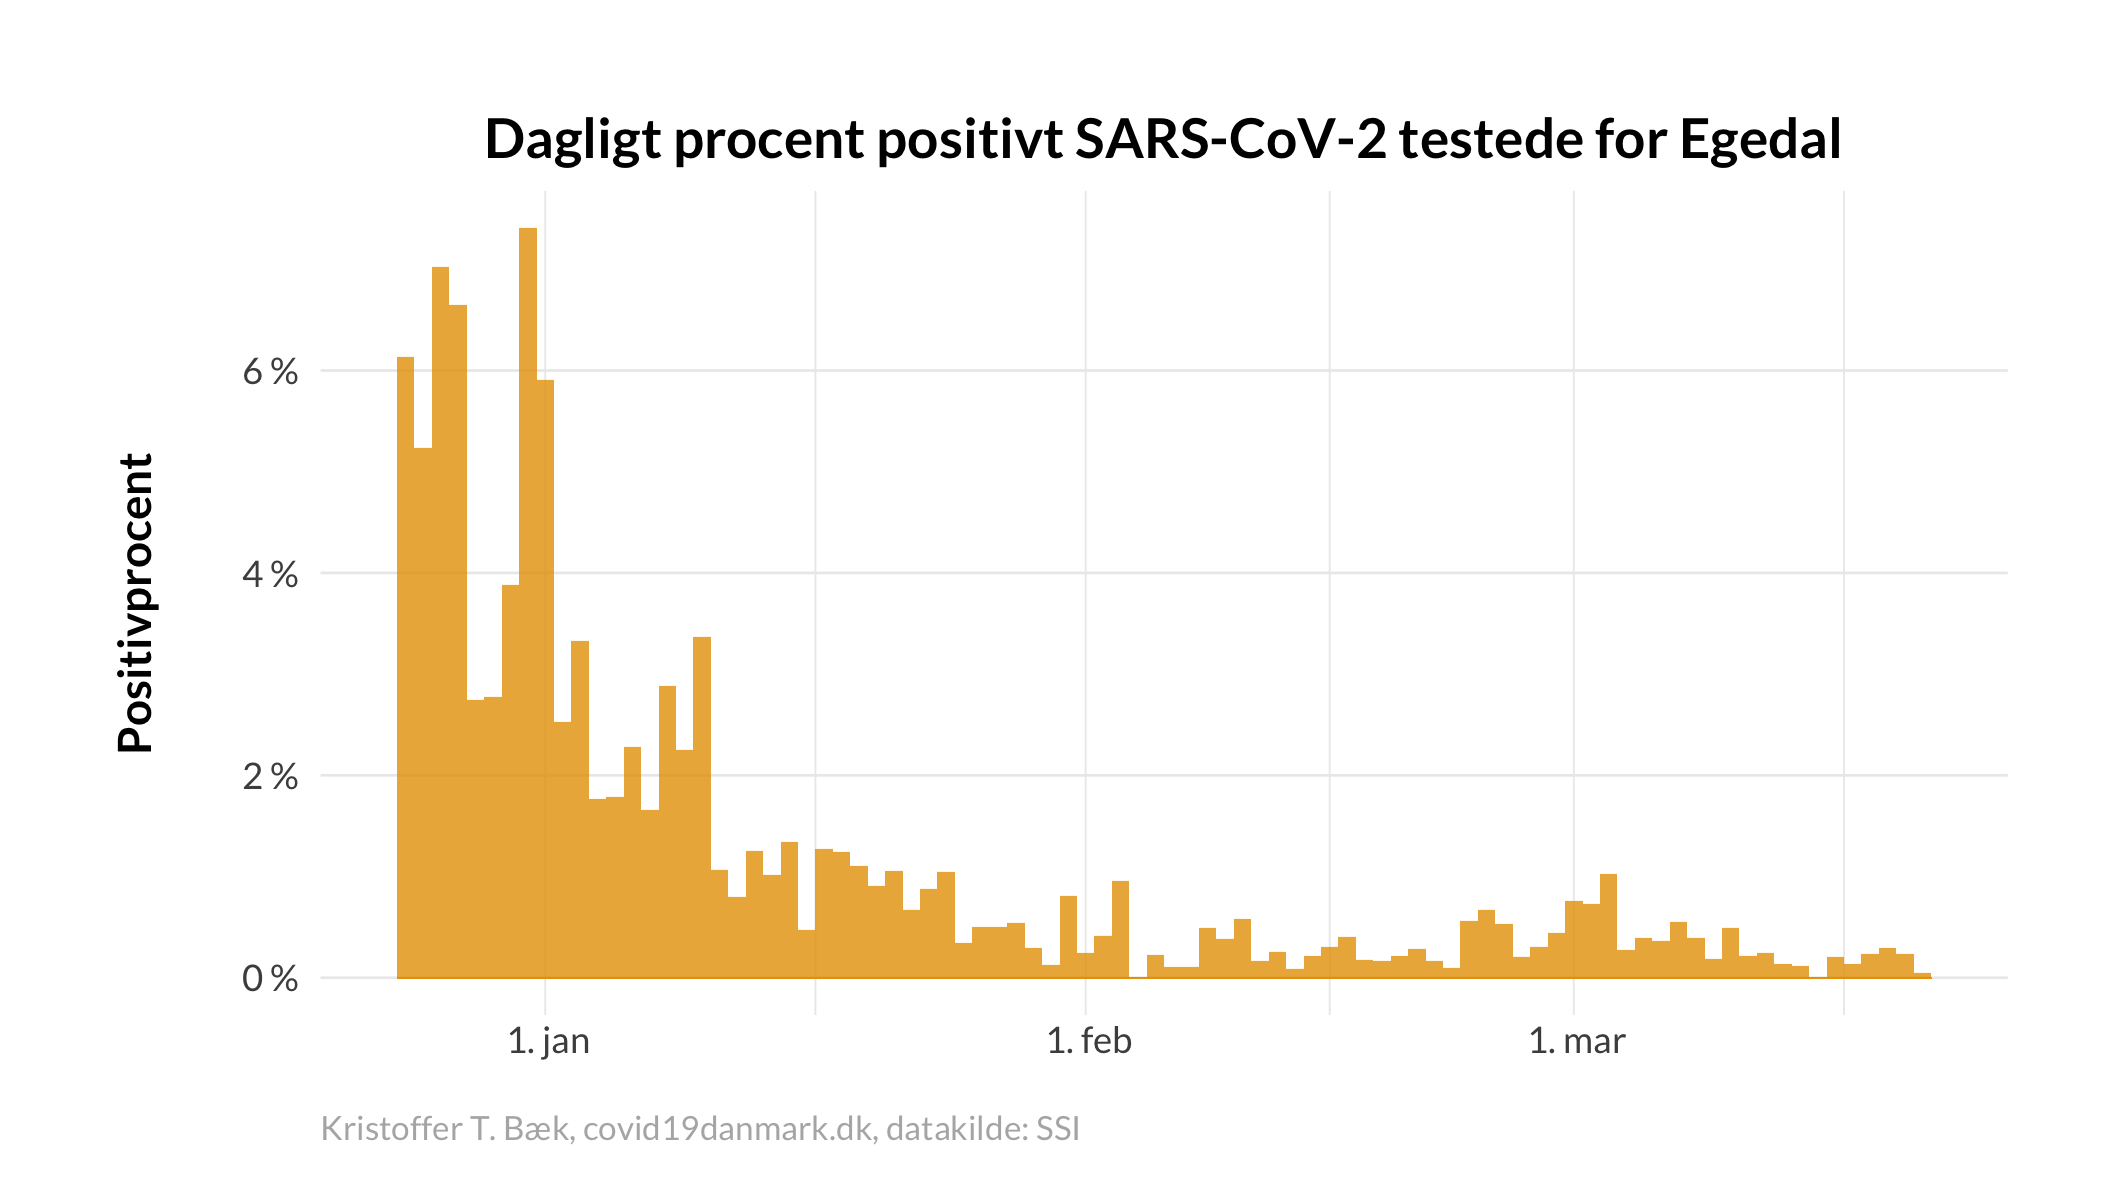 Dagligt procent positivt SARS-CoV-2 testede for Egedal
Positivprocent
6 %
4 %
2 %
0 %
1. jan
1. feb
1. mar
Kristoffer T. Bæk, covid19danmark.dk, datakilde: SSI